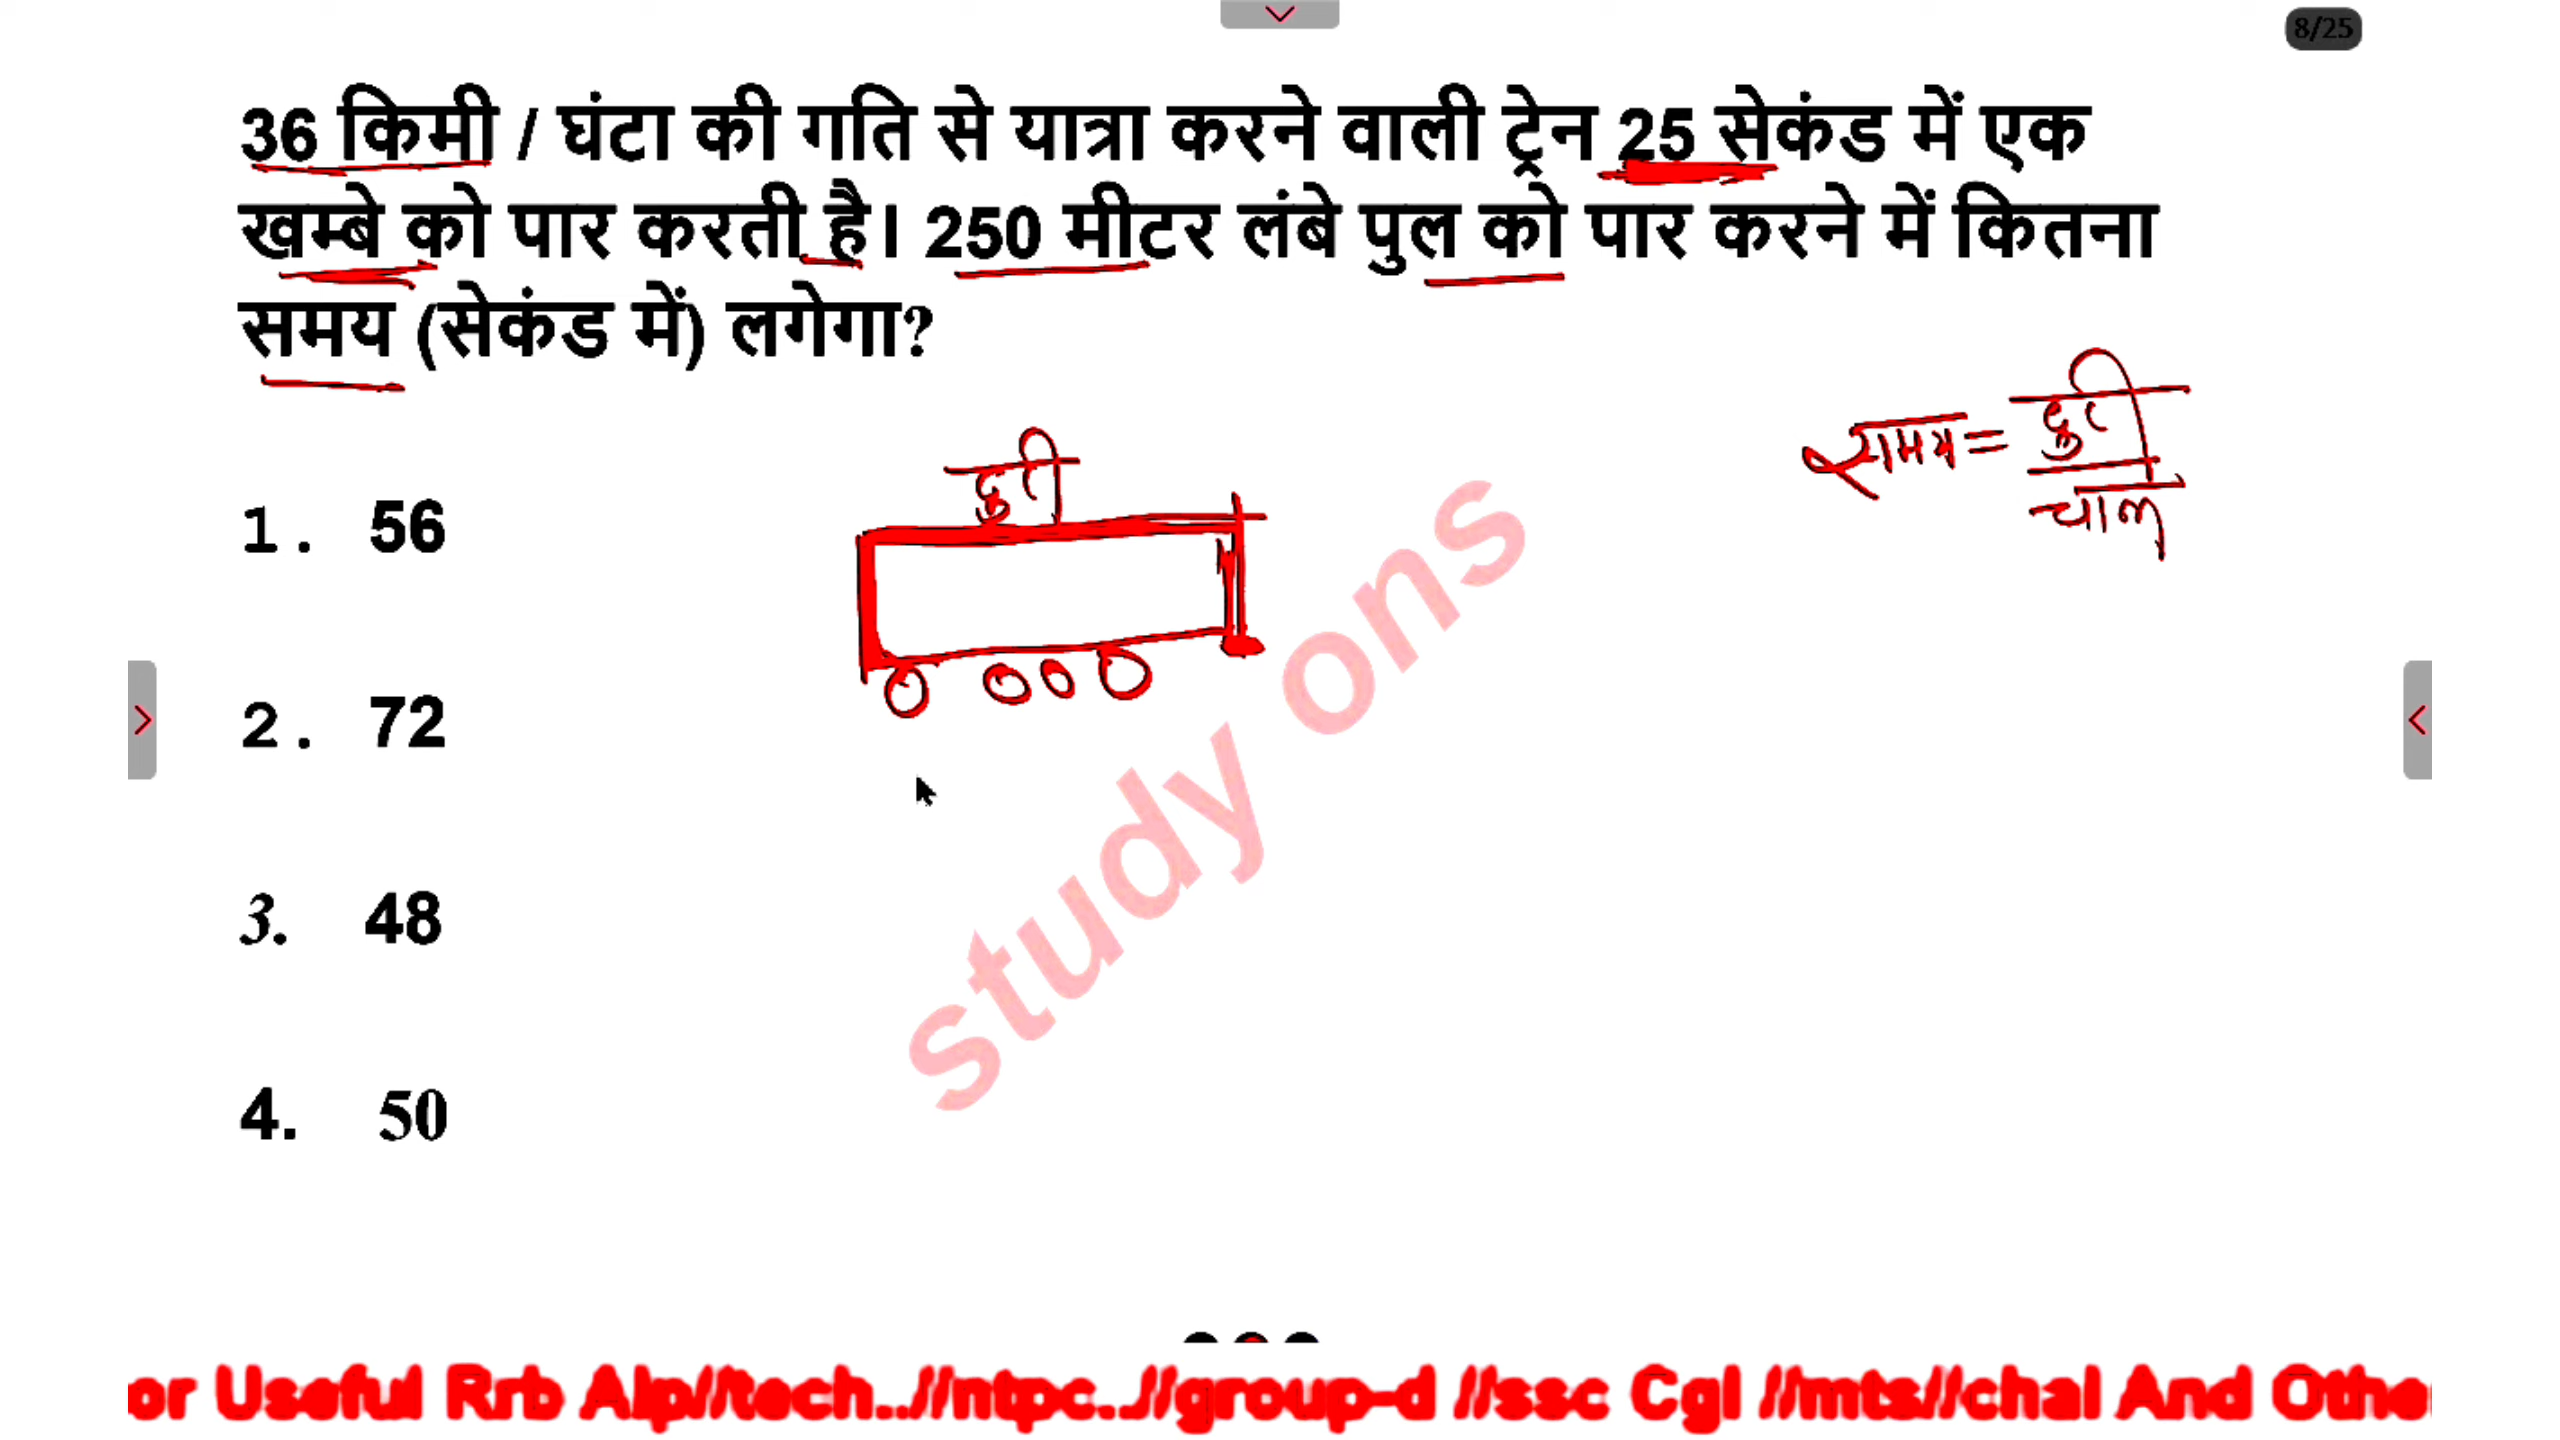 8/25
36 किमी / घंटा की गति से यात्रा करने वाली ट्रेन 25 सेकंड में एक
खम्बे को पार करती है। 250 मीटर लंबे पुल को पार करने में कितना
समय (सेकंड में) लगेगा?
समय = दुरी
चाल
दुरी
1. 56
2. 72
3. 48
4. 50
study ons
or Useful Rrb Alp//tech..//ntpc..//group-d //ssc Cgl //mts//chal And Othe